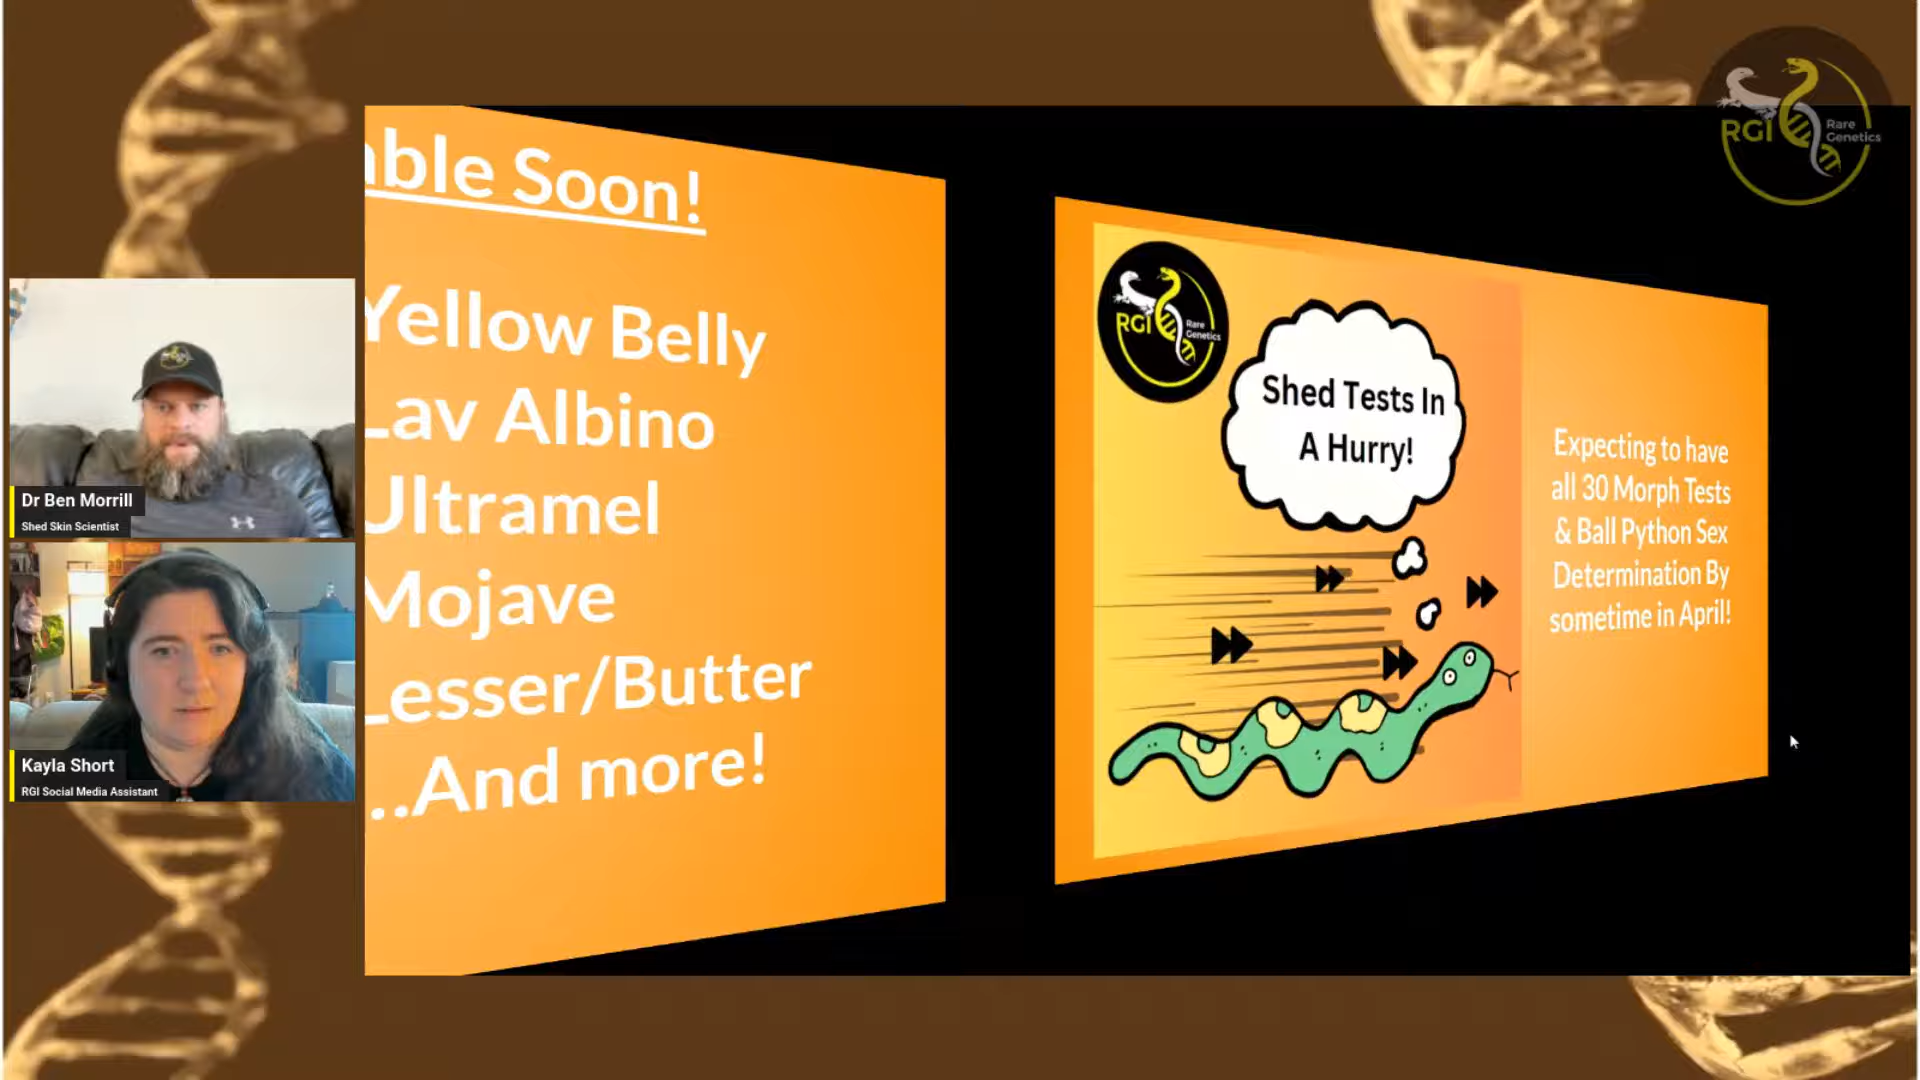 RGI Rare
Genetics
Dr Ben Morrill
Shed Skin Scientist
Kayla Short
RGI Social Media Assistant
Soon!
Yellow Belly
Lav Albino
Ultramel
Mojave
Lesser/Butter
...And more!
RGI Rare
Genetics
Shed Tests In
A Hurry!
Expecting to have
all 30 Morph Tests
& Ball Python Sex
Determination By
sometime in April!